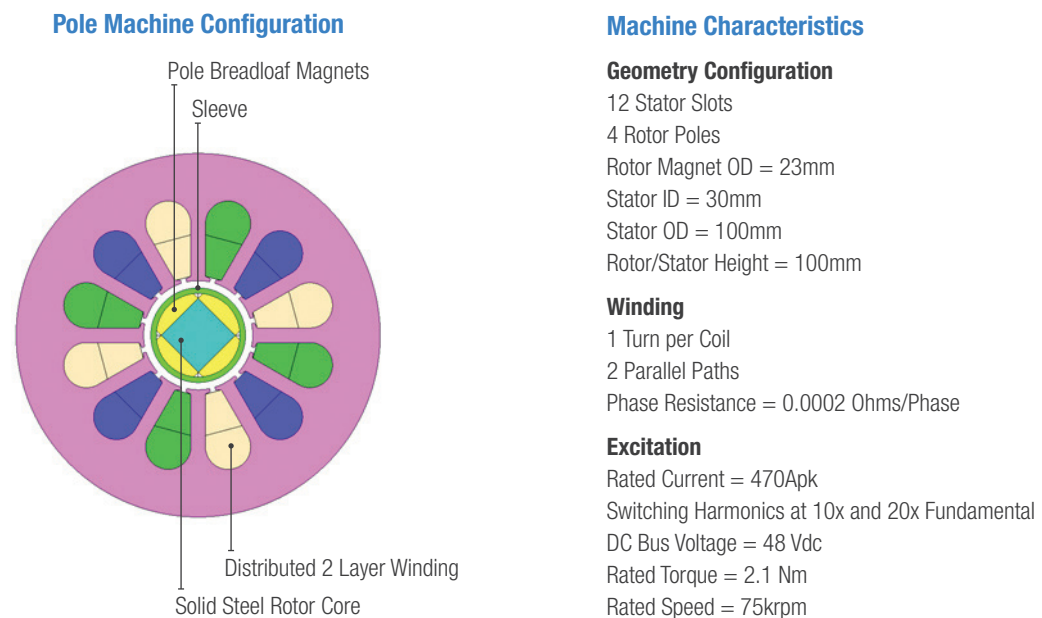 Pole Machine Configuration
Pole Breadloaf Magnets
Sleeve
Distributed 2 Layer Winding
Solid Steel Rotor Core
Machine Characteristics
Geometry Configuration
12 Stator Slots
4 Rotor Poles
Rotor Magnet OD = 23mm
Stator ID = 30mm
Stator OD = 100mm
Rotor/Stator Height = 100mm
Winding
1 Turn per Coil
2 Parallel Paths
Phase Resistance = 0.0002 Ohms/Phase
Excitation
Rated Current = 470Apk
Switching Harmonics at 10x and 20x Fundamental
DC Bus Voltage = 48 Vdc
Rated Torque = 2.1 Nm
Rated Speed = 75krpm